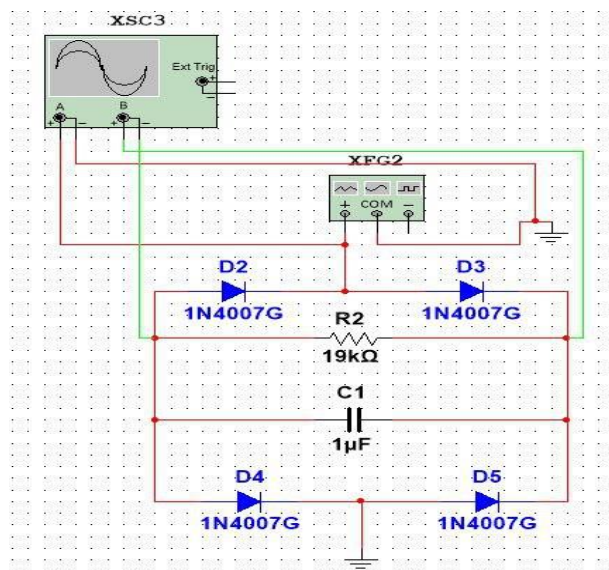 XSC3
Ext Trig
+
−
A
B
+ −
+ −
XFG2
+ COM −
D2
D3
1N4007G
1N4007G
R2
19kΩ
C1
1µF
D4
D5
1N4007G
1N4007G